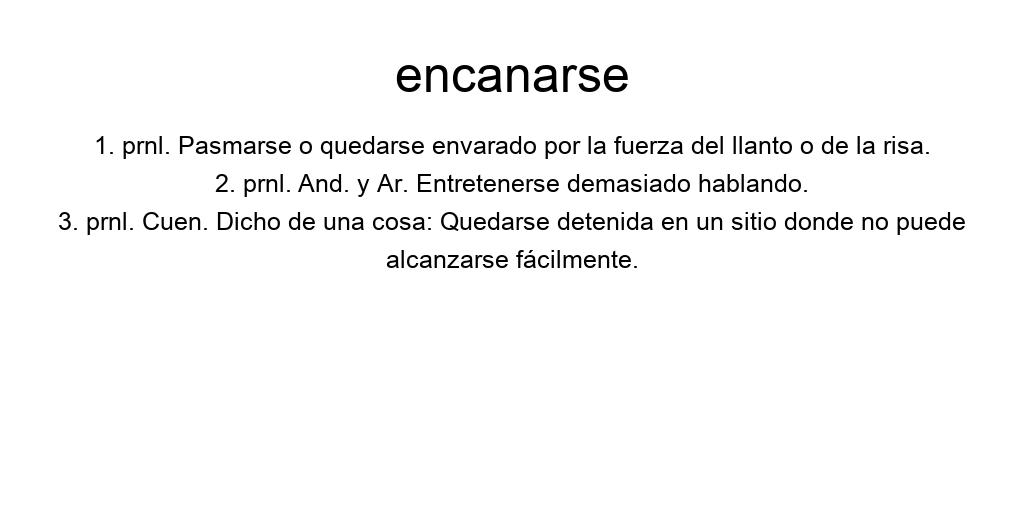 encanarse
1. prnl. Pasmarse o quedarse envarado por la fuerza del llanto o de la risa.
2. prnl. And. y Ar. Entretenerse demasiado hablando.
3. prnl. Cuen. Dicho de una cosa: Quedarse detenida en un sitio donde no puede
alcanzarse fácilmente.